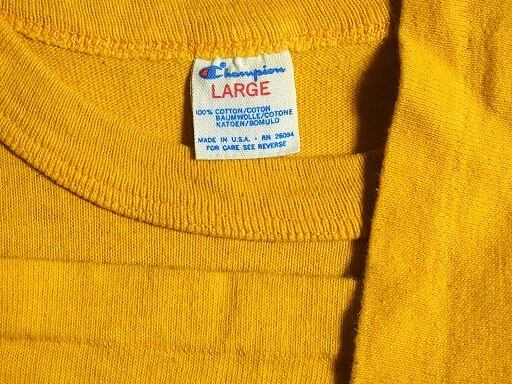 Champion
LARGE
100% COTTON/COTON
BAUMWOLLE/COTONE
KATOEN/BOMULD
MADE IN U.S.A. · RN 26094
FOR CARE SEE REVERSE